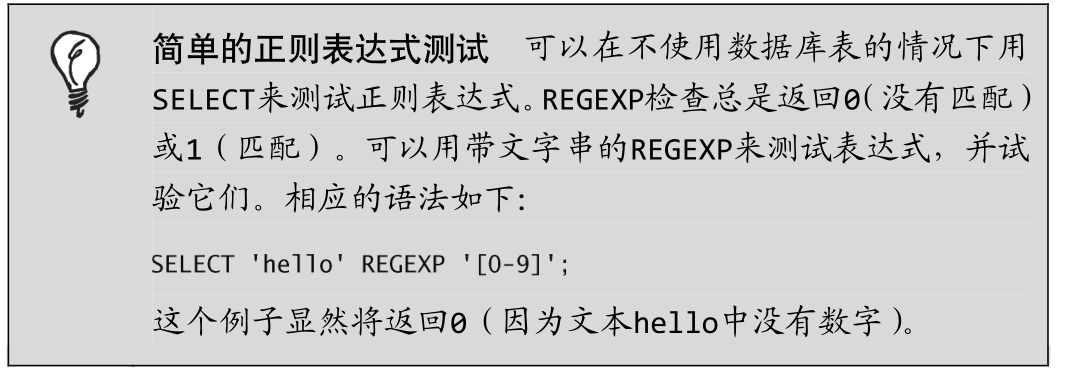 简单的正则表达式测试 可以在不使用数据库表的情况下用
SELECT来测试正则表达式。REGEXP检查总是返回0(没有匹配)
或1（匹配）。可以用带文字串的REGEXP来测试表达式，并试
验它们。相应的语法如下：
SELECT 'hello' REGEXP '[0-9]';
这个例子显然将返回0（因为文本hello中没有数字）。